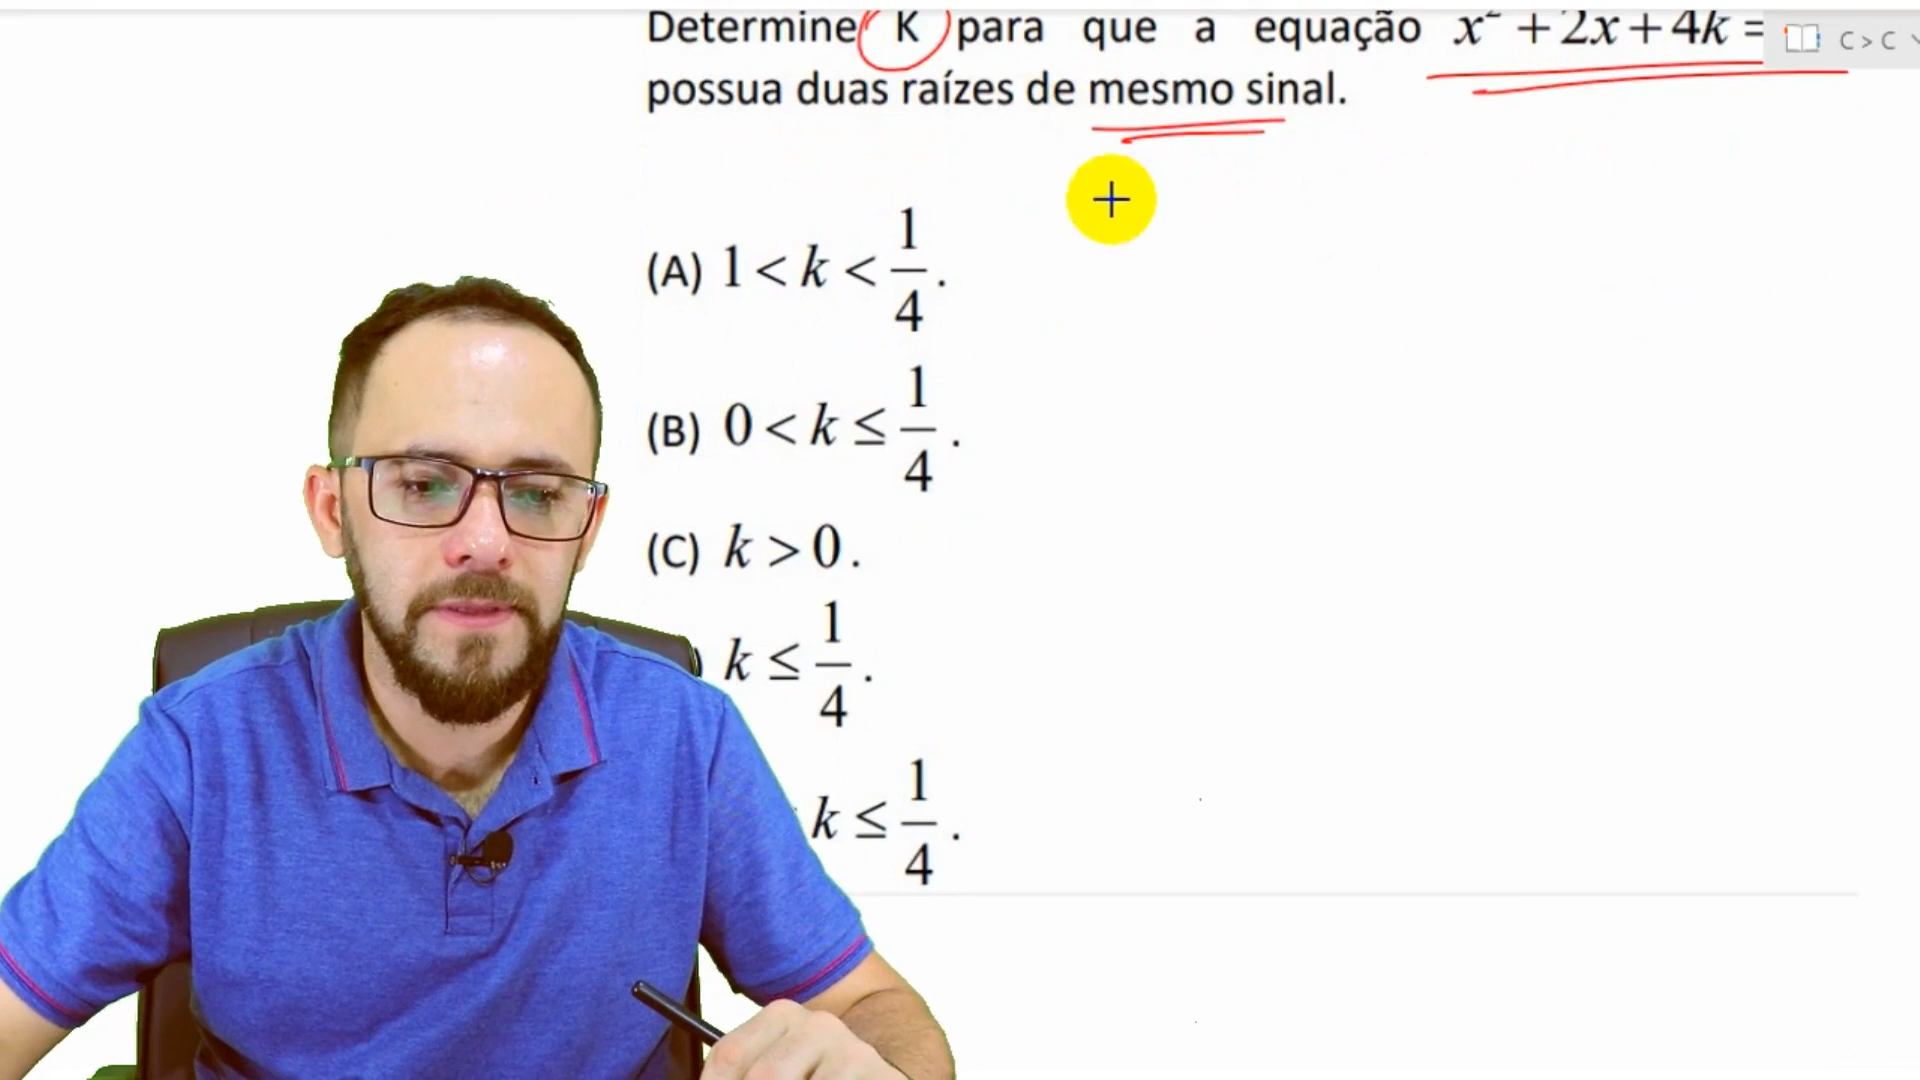 Determine K para que a equação x² + 2x + 4k =
possua duas raízes de mesmo sinal.
C > C
(A) 1 < k < 1/4.
(B) 0 < k ≤ 1/4.
(C) k > 0.
) k ≤ 1/4.
k ≤ 1/4.